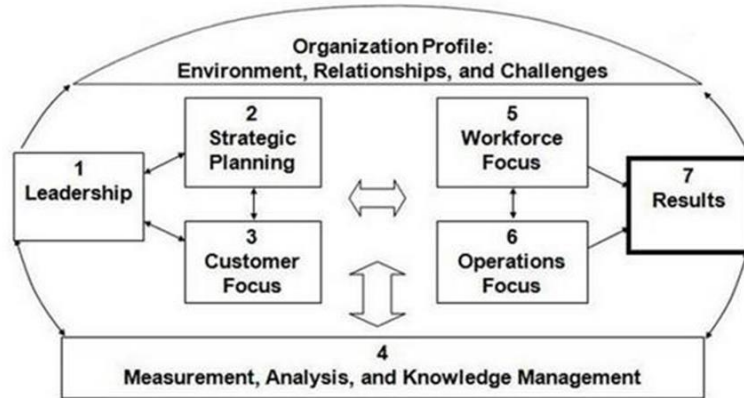 Organization Profile:
Environment, Relationships, and Challenges
1
Leadership
2
Strategic
Planning
3
Customer
Focus
5
Workforce
Focus
6
Operations
Focus
7
Results
4
Measurement, Analysis, and Knowledge Management